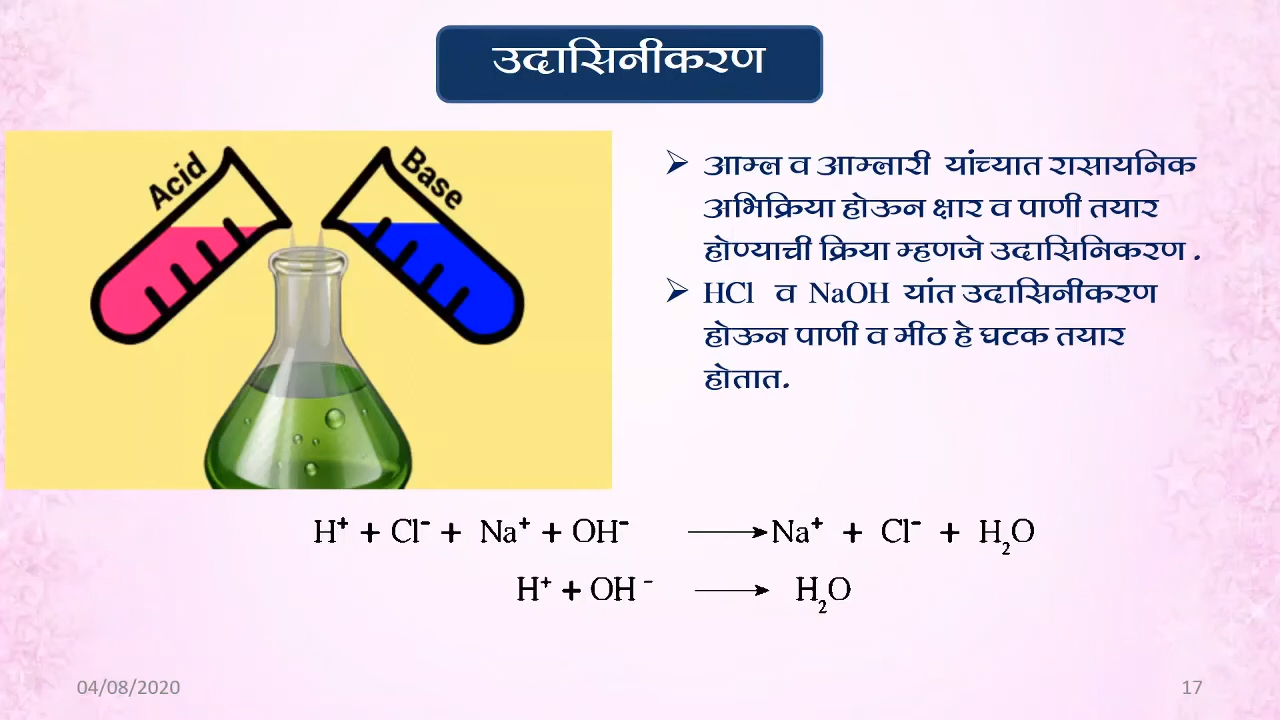 उदासिनीकरण
Acid
Base
➢ आम्ल व आम्लारी यांच्यात रासायनिक
अभिक्रिया होऊन क्षार व पाणी तयार
होण्याची क्रिया म्हणजे उदासिनिकरण .
➢ HCl व NaOH यांत उदासिनीकरण
होऊन पाणी व मीठ हे घटक तयार
होतात.
H⁺ + Cl⁻ + Na⁺ + OH⁻ ⟶ Na⁺ + Cl⁻ + H₂O
H⁺ + OH⁻ ⟶ H₂O
04/08/2020
17